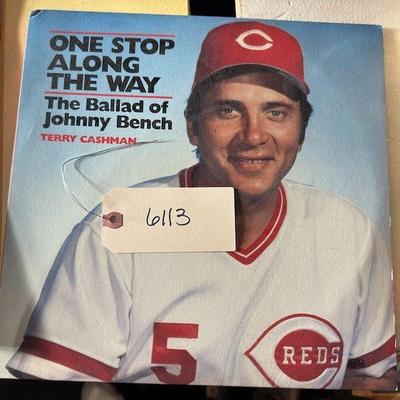 ONE STOP
ALONG
THE WAY
The Ballad of
Johnny Bench
TERRY CASHMAN
C
6113
5
REDS